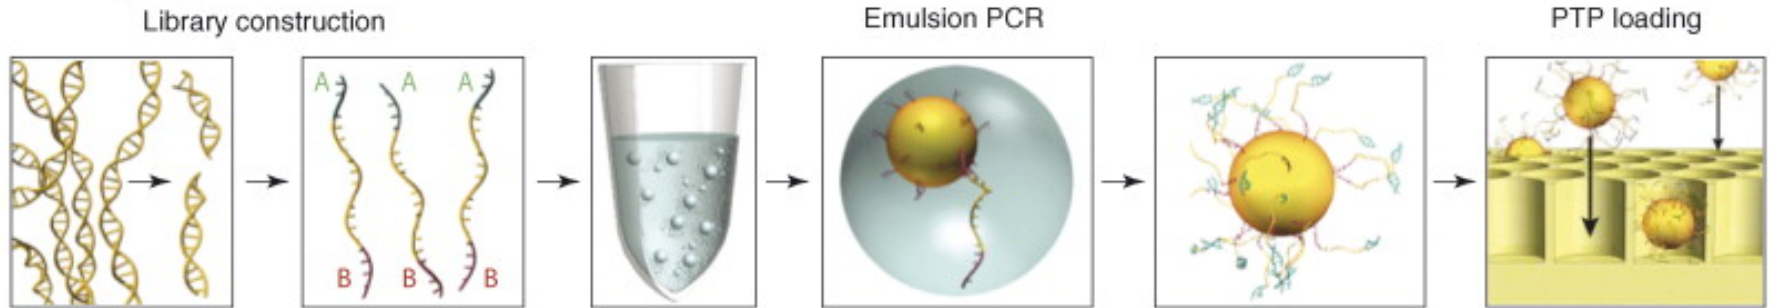 Library construction
Emulsion PCR
PTP loading
A A A
B B B